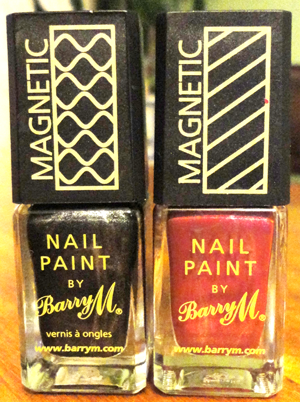 MAGNETIC
NAIL
PAINT
BY
Barry M®
vernis à ongles
www.barrym.com
MAGNETIC
NAIL
PAINT
BY
Barry M®
www.barrym.com